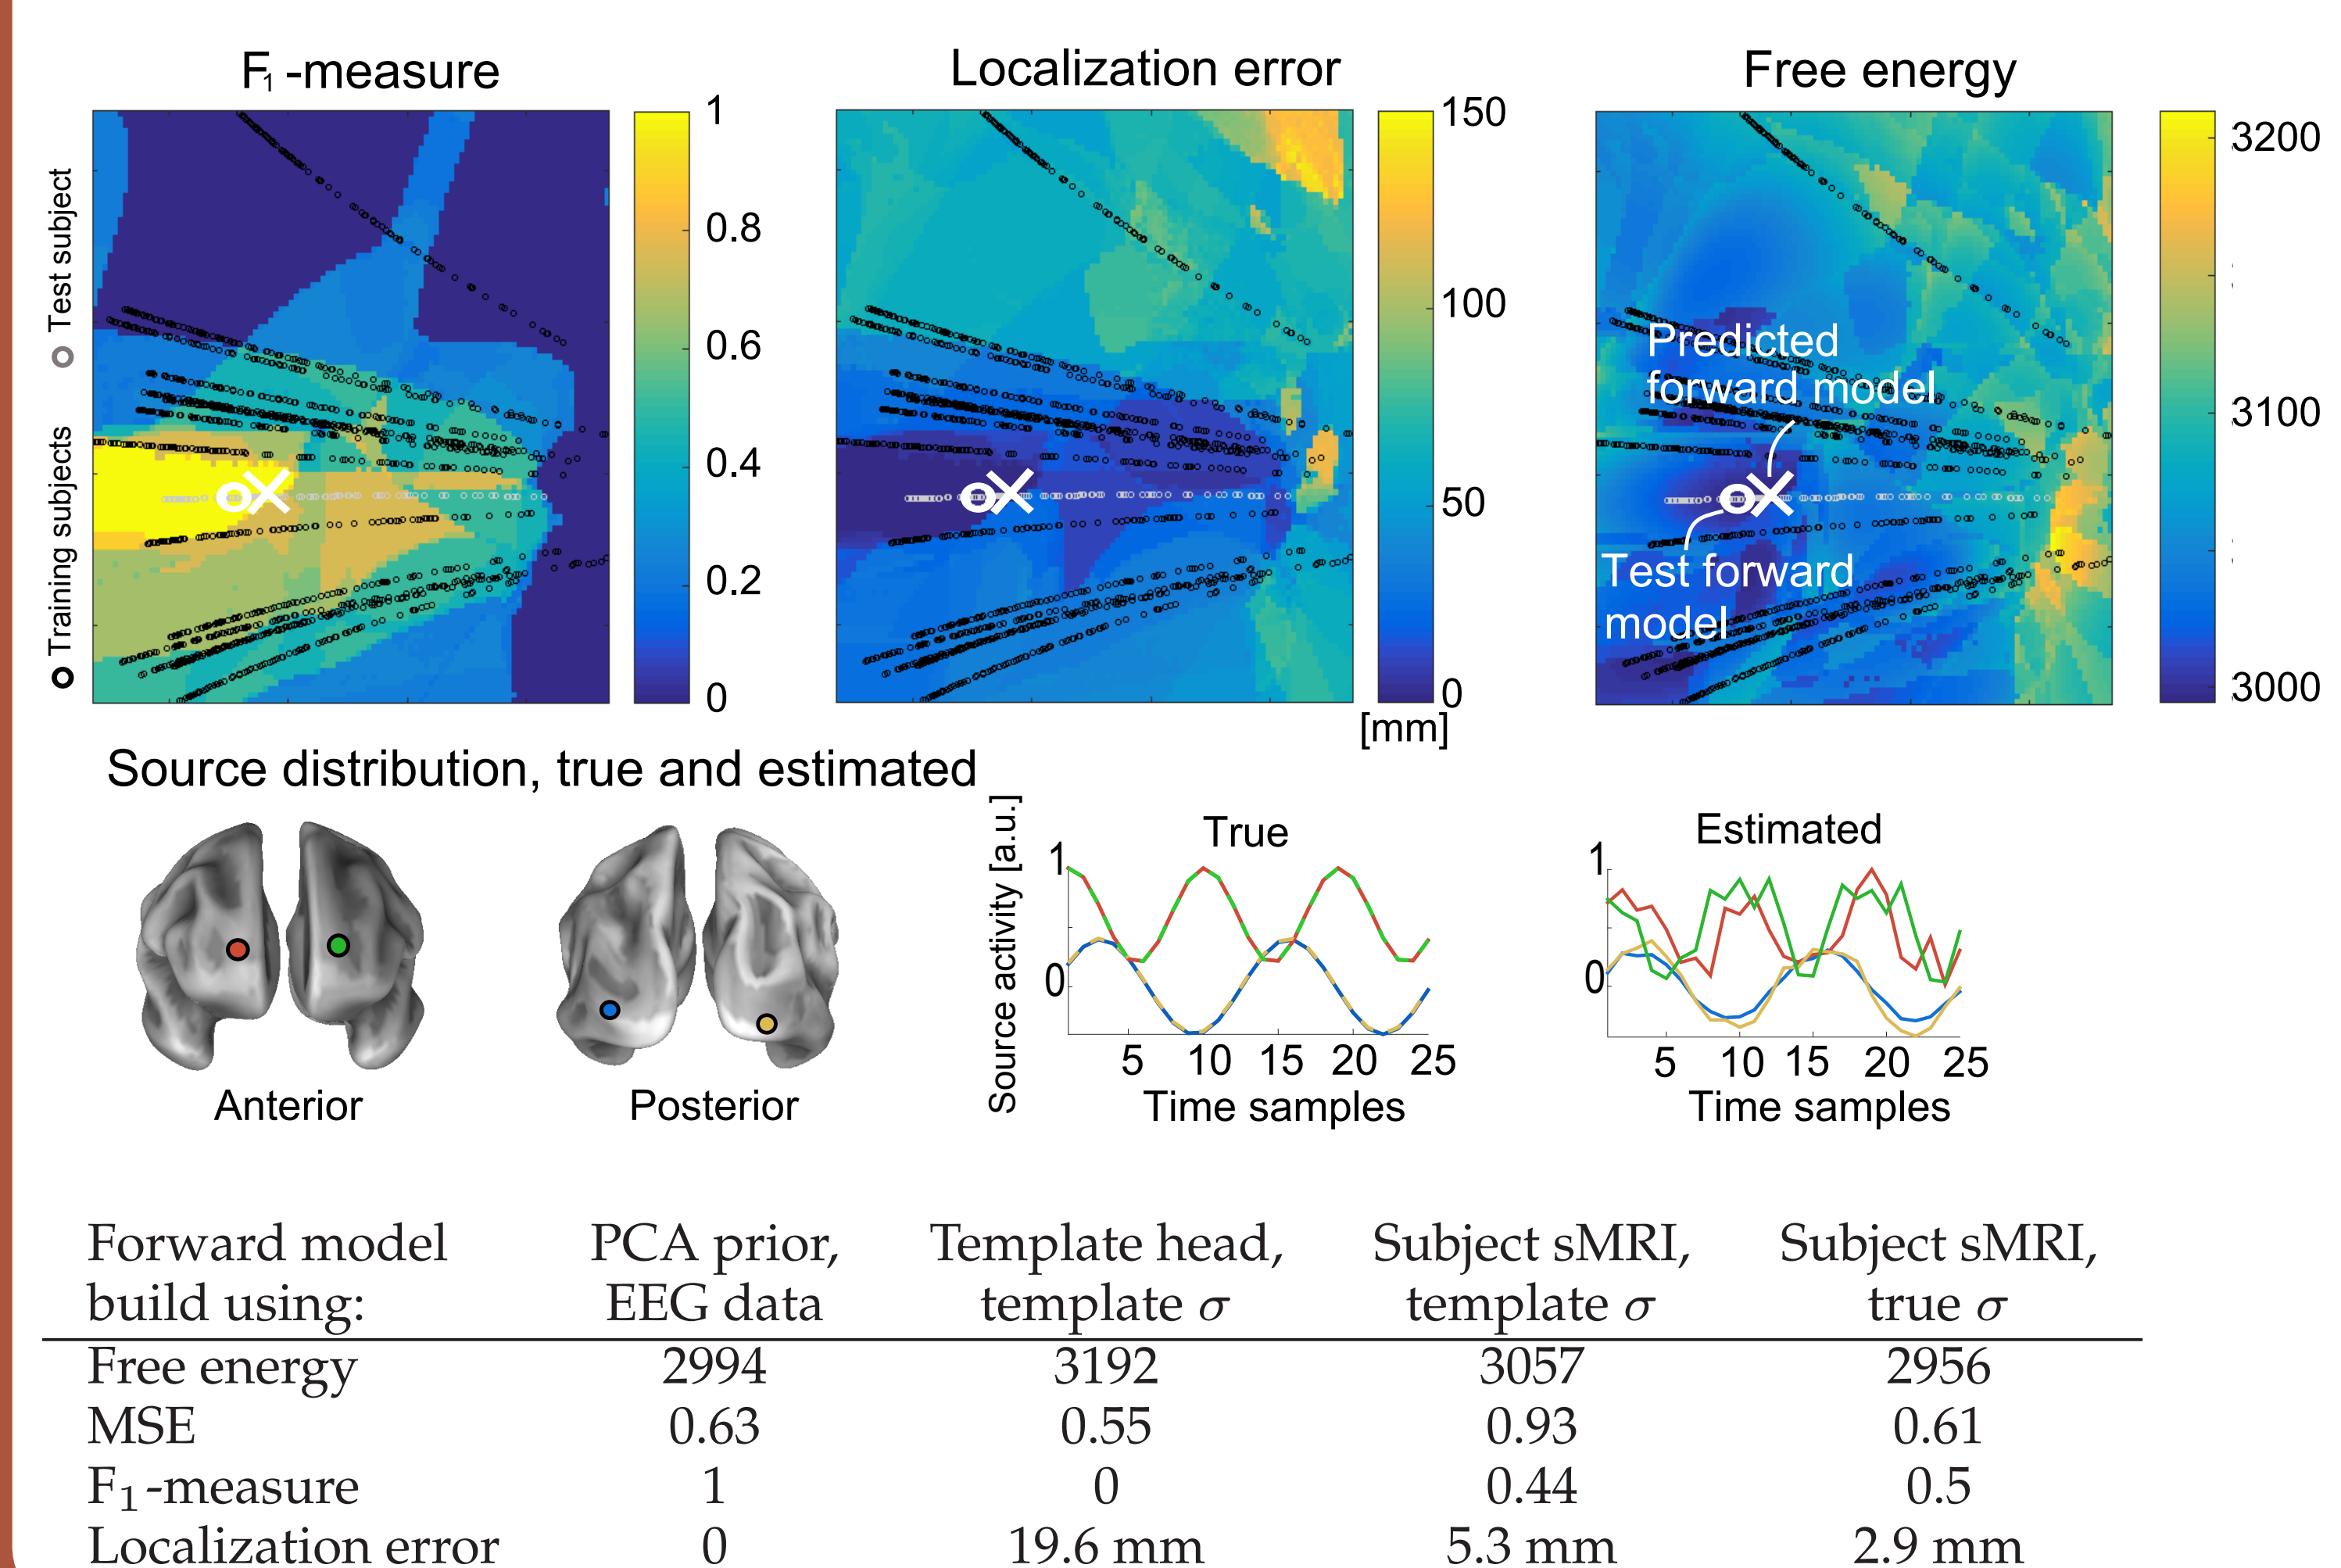 F1-measure
Localization error
Free energy
Training subjects
Test subject
1
0.8
0.6
0.4
0.2
0
150
100
50
0
[mm]
3200
3100
3000
Predicted
forward model
Test forward
model
Source distribution, true and estimated
Anterior
Posterior
Source activity [a.u.]
True
1
0
5 10 15 20 25
Time samples
Estimated
1
0
5 10 15 20 25
Time samples
Forward model PCA prior, Template head, Subject sMRI, Subject sMRI,
build using: EEG data template σ template σ true σ
Free energy 2994 3192 3057 2956
MSE 0.63 0.55 0.93 0.61
F1-measure 1 0 0.44 0.5
Localization error 0 19.6 mm 5.3 mm 2.9 mm